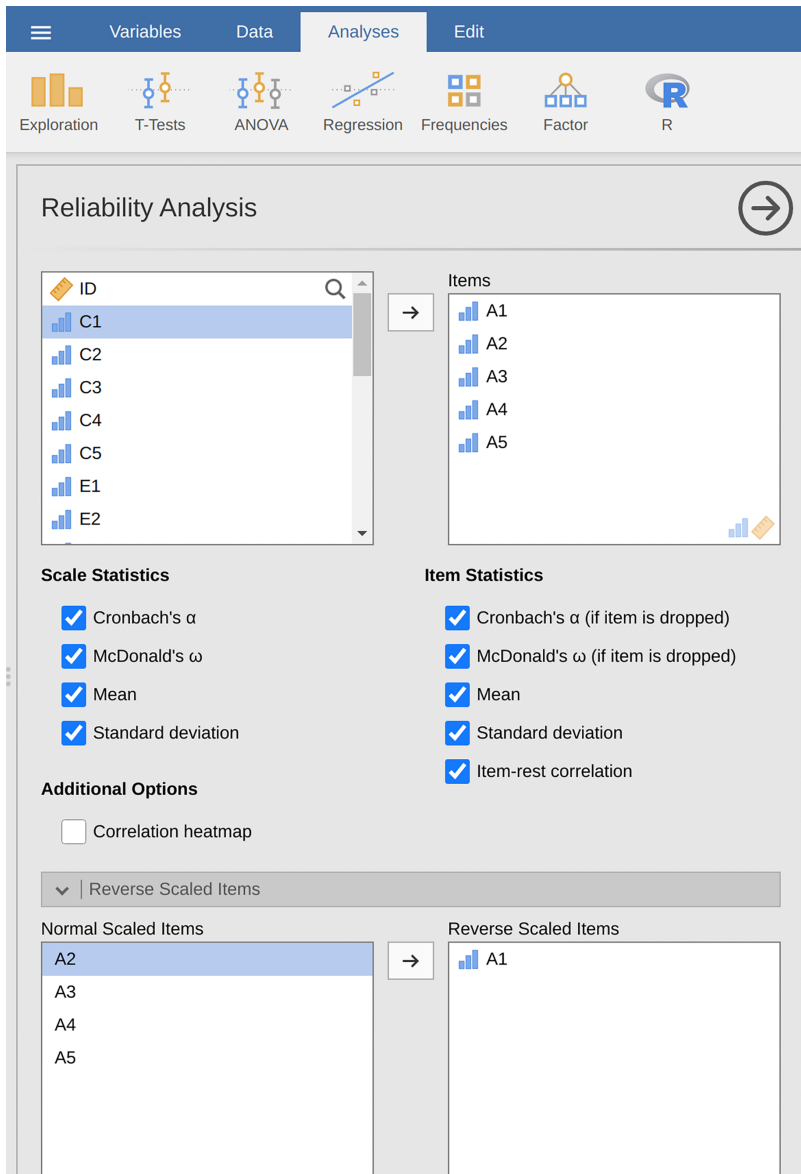 Variables Data Analyses Edit
Exploration T-Tests ANOVA Regression Frequencies Factor R
Reliability Analysis
ID
C1
C2
C3
C4
C5
E1
E2
Items
A1
A2
A3
A4
A5
Scale Statistics
Cronbach's α
McDonald's ω
Mean
Standard deviation
Item Statistics
Cronbach's α (if item is dropped)
McDonald's ω (if item is dropped)
Mean
Standard deviation
Item-rest correlation
Additional Options
Correlation heatmap
Reverse Scaled Items
Normal Scaled Items
A2
A3
A4
A5
Reverse Scaled Items
A1